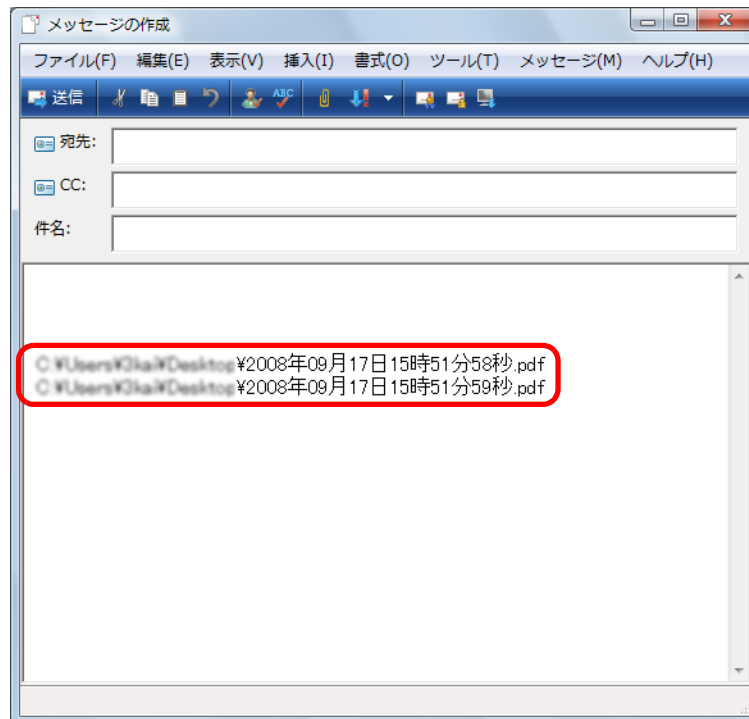 メッセージの作成
ファイル(F) 編集(E) 表示(V) 挿入(I) 書式(O) ツール(T) メッセージ(M) ヘルプ(H)
送信 ABC
宛先:
CC:
件名:
¥2008年09月17日15時51分58秒.pdf
¥2008年09月17日15時51分59秒.pdf